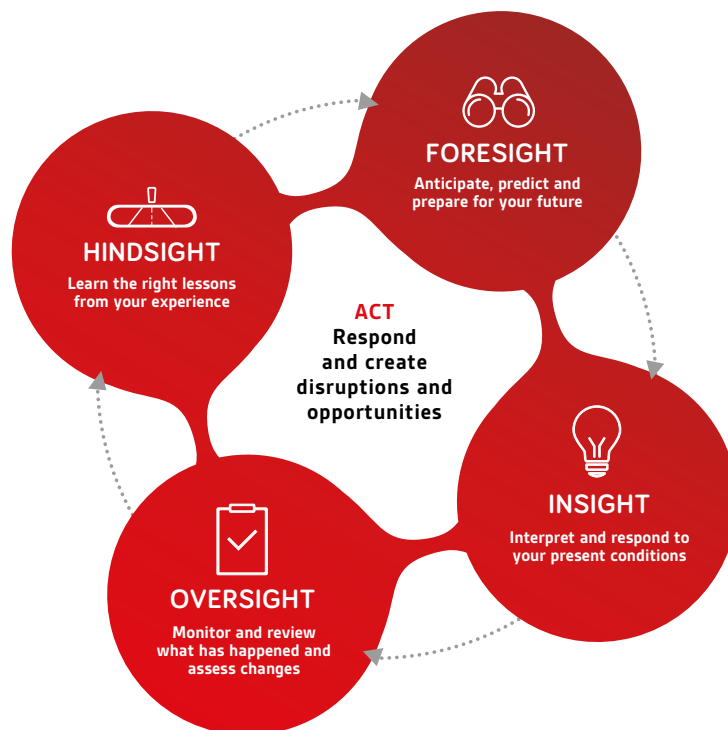 FORESIGHT
Anticipate, predict and
prepare for your future
HINDSIGHT
Learn the right lessons
from your experience
ACT
Respond
and create
disruptions and
opportunities
INSIGHT
Interpret and respond to
your present conditions
OVERSIGHT
Monitor and review
what has happened and
assess changes